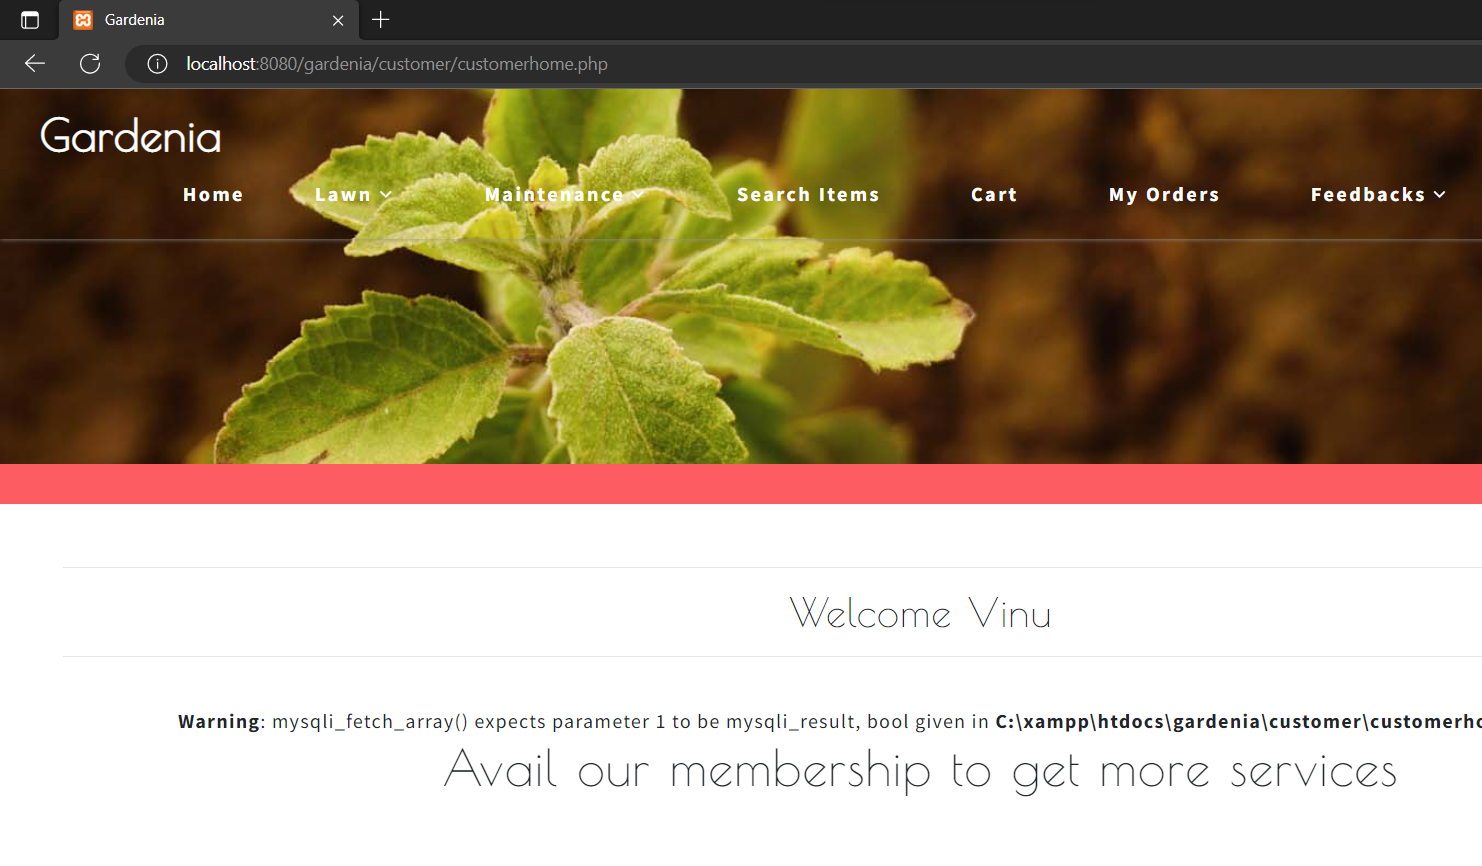 Gardenia
localhost:8080/gardenia/customer/customerhome.php
Gardenia
Home Lawn Maintenance Search Items Cart My Orders Feedbacks
Welcome Vinu
Warning: mysqli_fetch_array() expects parameter 1 to be mysqli_result, bool given in C:\xampp\htdocs\gardenia\customer\customerho
Avail our membership to get more services